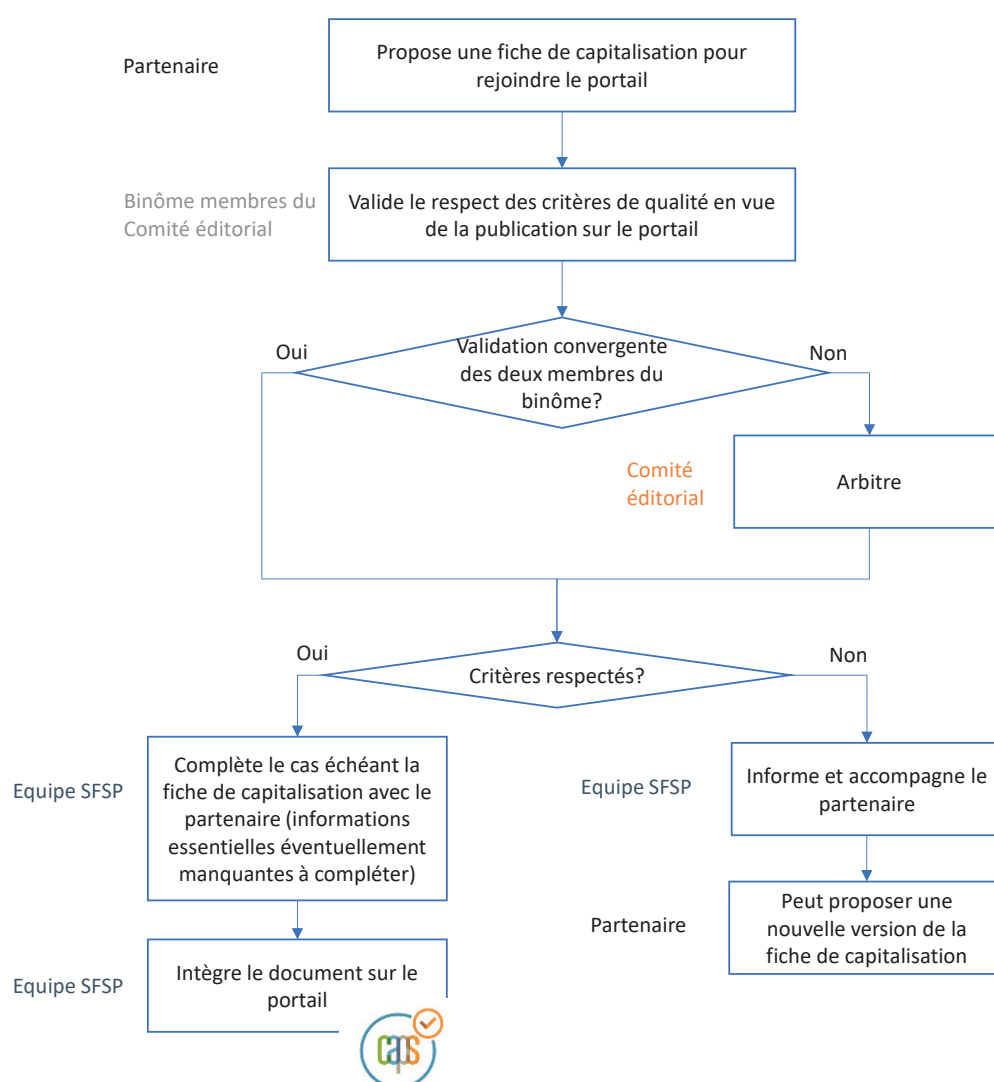 Partenaire
Propose une fiche de capitalisation pour
rejoindre le portail
Binôme membres du
Comité éditorial
Valide le respect des critères de qualité en vue
de la publication sur le portail
Oui
Validation convergente
des deux membres du
binôme?
Non
Comité
éditorial
Arbitre
Oui
Critères respectés?
Non
Equipe SFSP
Complète le cas échéant la
fiche de capitalisation avec le
partenaire (informations
essentielles éventuellement
manquantes à compléter)
Equipe SFSP
Informe et accompagne le
partenaire
Partenaire
Peut proposer une
nouvelle version de la
fiche de capitalisation
Equipe SFSP
Intègre le document sur le
portail
caps